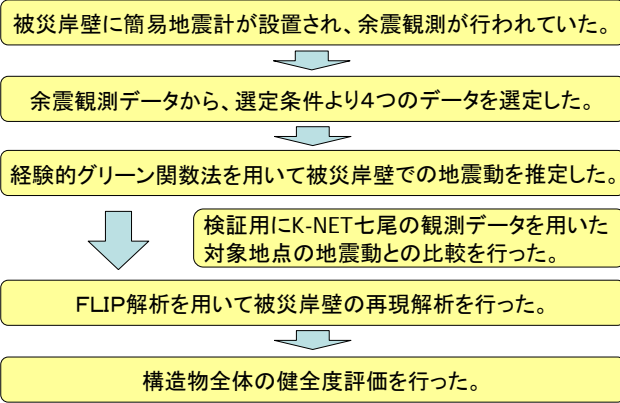 被災岸壁に簡易地震計が設置され、余震観測が行われていた。
余震観測データから、選定条件より４つのデータを選定した。
経験的グリーン関数法を用いて被災岸壁での地震動を推定した。
検証用にK-NET七尾の観測データを用いた
対象地点の地震動との比較を行った。
ＦＬＩＰ解析を用いて被災岸壁の再現解析を行った。
構造物全体の健全度評価を行った。